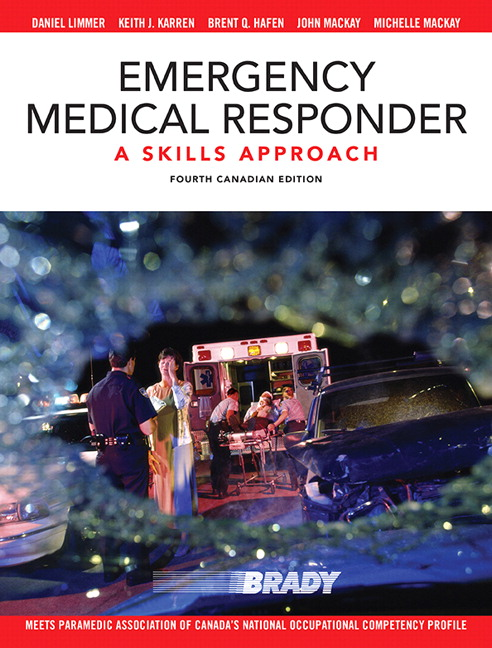 DANIEL LIMMER KEITH J. KARREN BRENT Q. HAFEN JOHN MACKAY MICHELLE MACKAY
EMERGENCY
MEDICAL RESPONDER
A SKILLS APPROACH
FOURTH CANADIAN EDITION
BRADY
MEETS PARAMEDIC ASSOCIATION OF CANADA'S NATIONAL OCCUPATIONAL COMPETENCY PROFILE